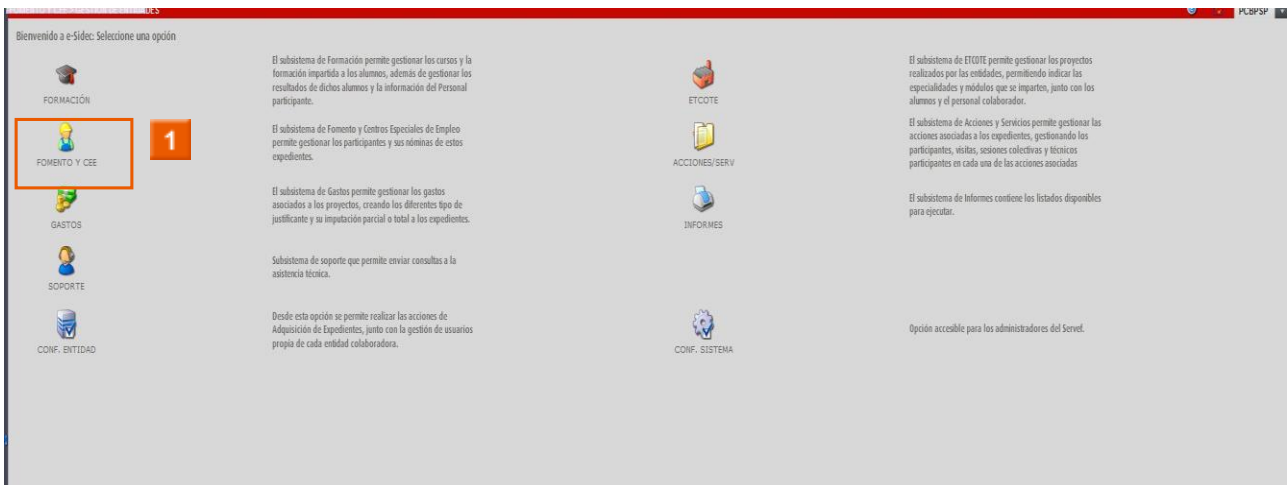 PCBPSP
Bienvenido a e-Sidec: Seleccione una opción
FORMACIÓN
El subsistema de Formación permite gestionar los cursos y la
formación impartida a los alumnos, además de gestionar los
resultados de dichos alumnos y la información del Personal
participante.
ETCOTE
El subsistema de ETCOTE permite gestionar los proyectos
realizados por las entidades, permitiendo indicar las
especialidades y módulos que se imparten, junto con los
alumnos y el personal colaborador.
FOMENTO Y CEE
1
El subsistema de Fomento y Centros Especiales de Empleo
permite gestionar los participantes y sus nóminas de estos
expedientes.
ACCIONES/SERV
El subsistema de Acciones y Servicios permite gestionar las
acciones asociadas a los expedientes, gestionando los
participantes, visitas, sesiones colectivas y técnicos
participantes en cada una de las acciones asociadas
GASTOS
El subsistema de Gastos permite gestionar los gastos
asociados a los proyectos, creando los diferentes tipo de
justificante y su imputación parcial o total a los expedientes.
INFORMES
El subsistema de Informes contiene los listados disponibles
para ejecutar.
SOPORTE
Subsistema de soporte que permite enviar consultas a la
asistencia técnica.
CONF. ENTIDAD
Desde esta opción se permite realizar las acciones de
Adquisición de Expedientes, junto con la gestión de usuarios
propia de cada entidad colaboradora.
CONF. SISTEMA
Opción accesible para los administradores del Servef.